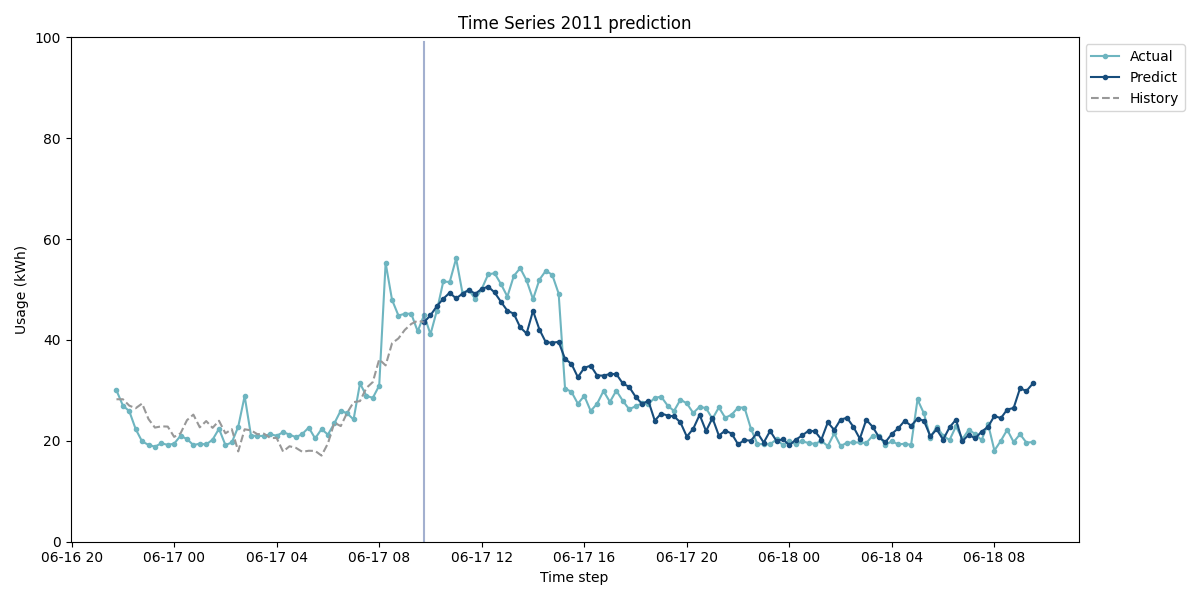 Time Series 2011 prediction
100
80
60
40
20
0
Usage (kWh)
06-16 20
06-17 00
06-17 04
06-17 08
06-17 12
06-17 16
06-17 20
06-18 00
06-18 04
06-18 08
Time step
Actual
Predict
History